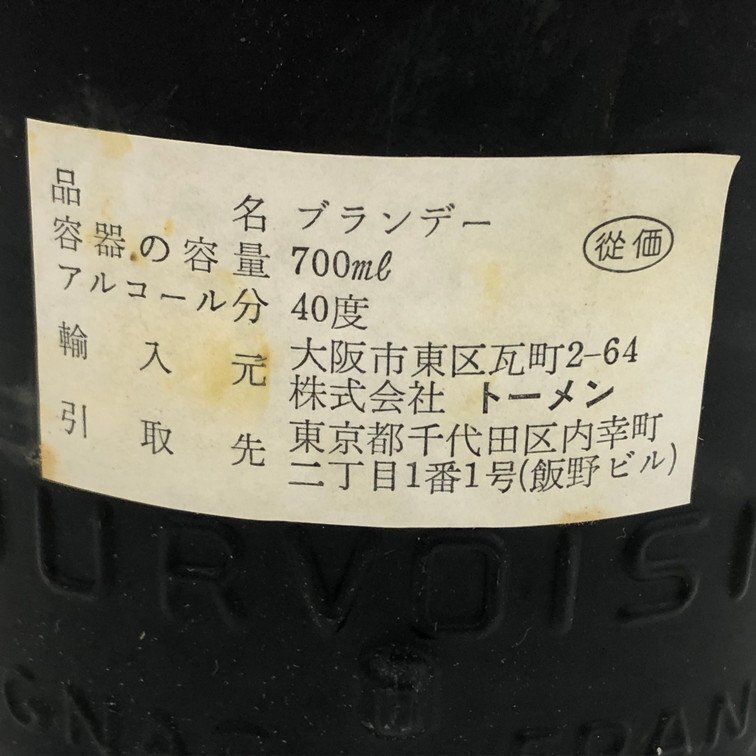 品名 ブランデー
従価
容器の容量 700ml
アルコール分 40度
輸入元 大阪市東区瓦町2-64
株式会社 トーメン
引取先 東京都千代田区内幸町
二丁目1番1号(飯野ビル)
URVOISI
GNAC FRAN